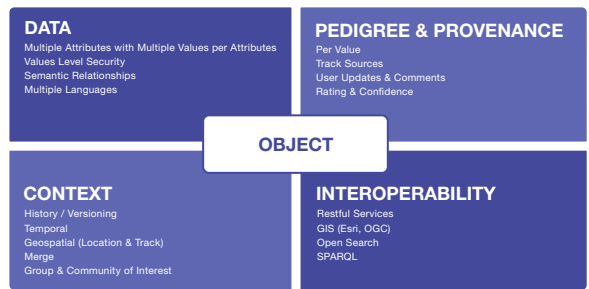 DATA
Multiple Attributes with Multiple Values per Attributes
Values Level Security
Semantic Relationships
Multiple Languages
PEDIGREE & PROVENANCE
Per Value
Track Sources
User Updates & Comments
Rating & Confidence
OBJECT
CONTEXT
History / Versioning
Temporal
Geospatial (Location & Track)
Merge
Group & Community of Interest
INTEROPERABILITY
Restful Services
GIS (Esri, OGC)
Open Search
SPARQL